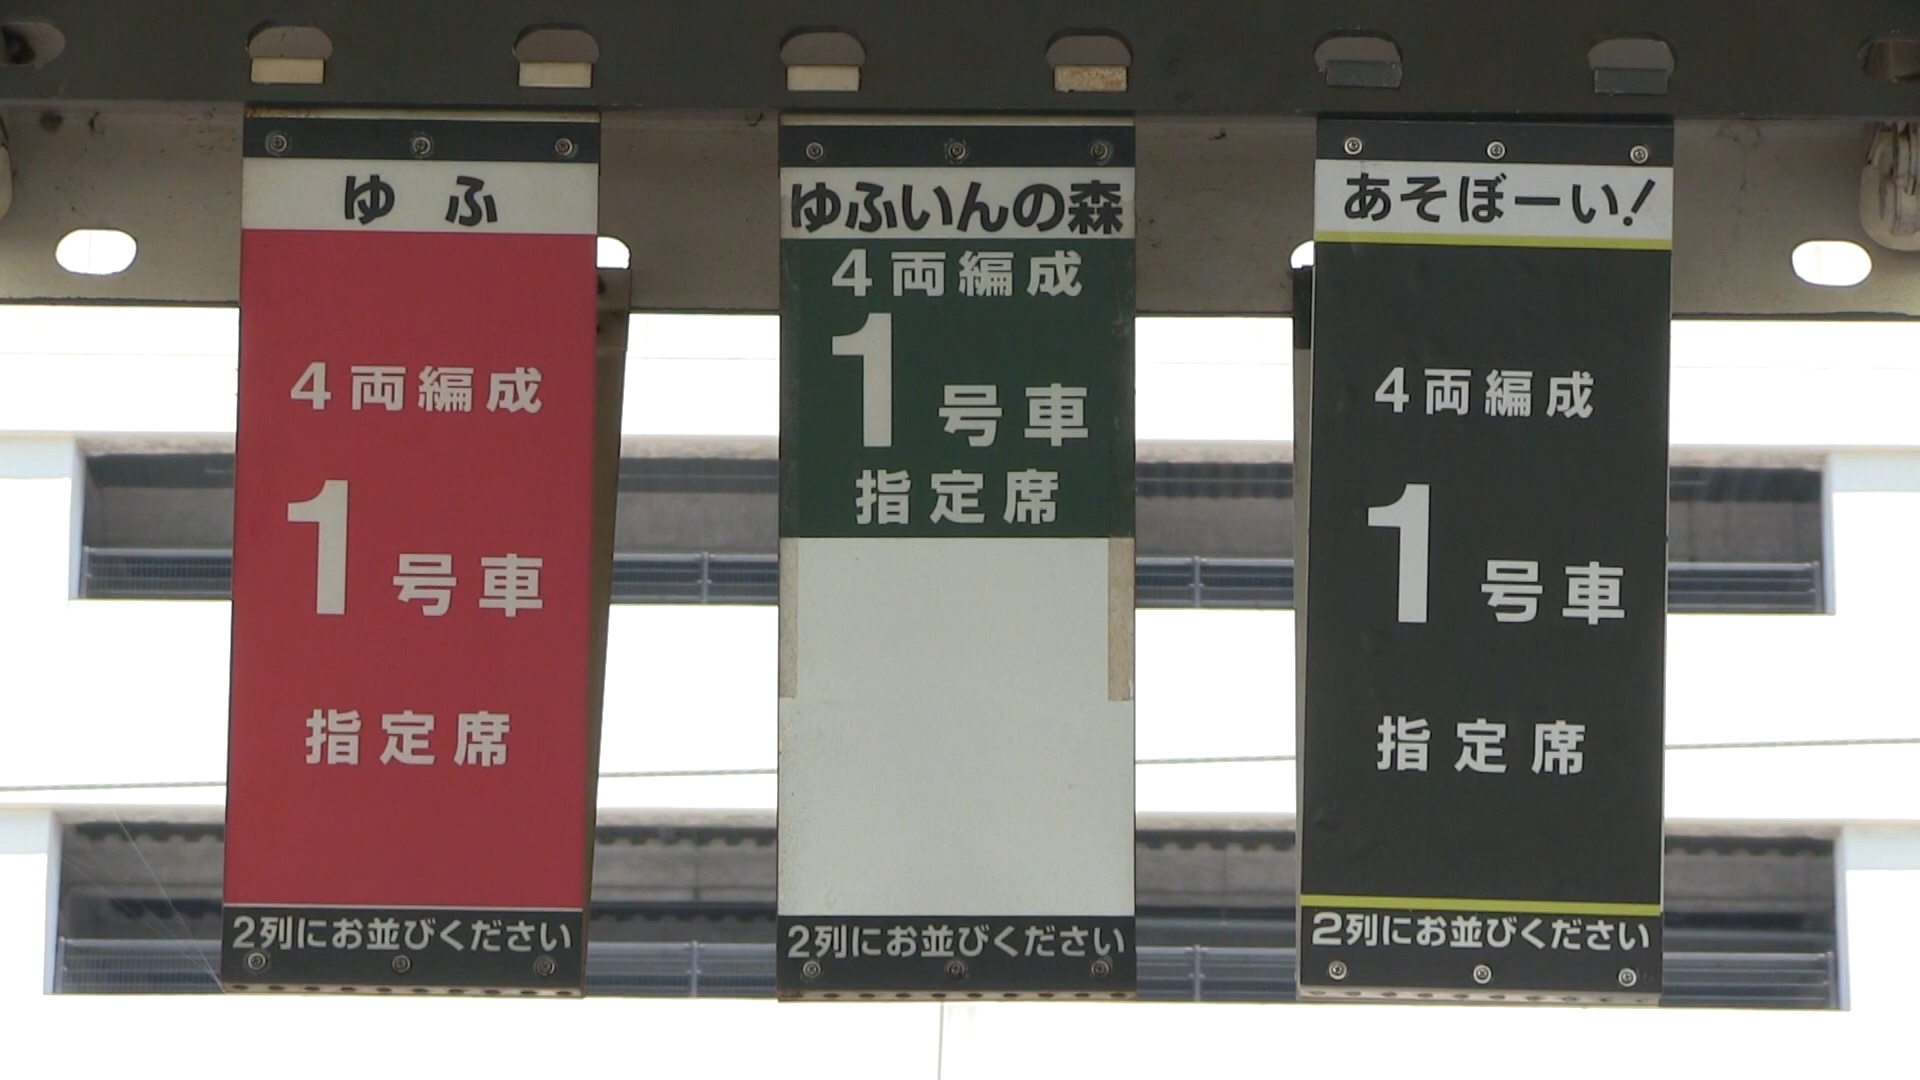 ゆふ
4両編成
1号車
指定席
2列にお並びください
ゆふいんの森
4両編成
1号車
指定席
2列にお並びください
あそぼーい!
4両編成
1号車
指定席
2列にお並びください